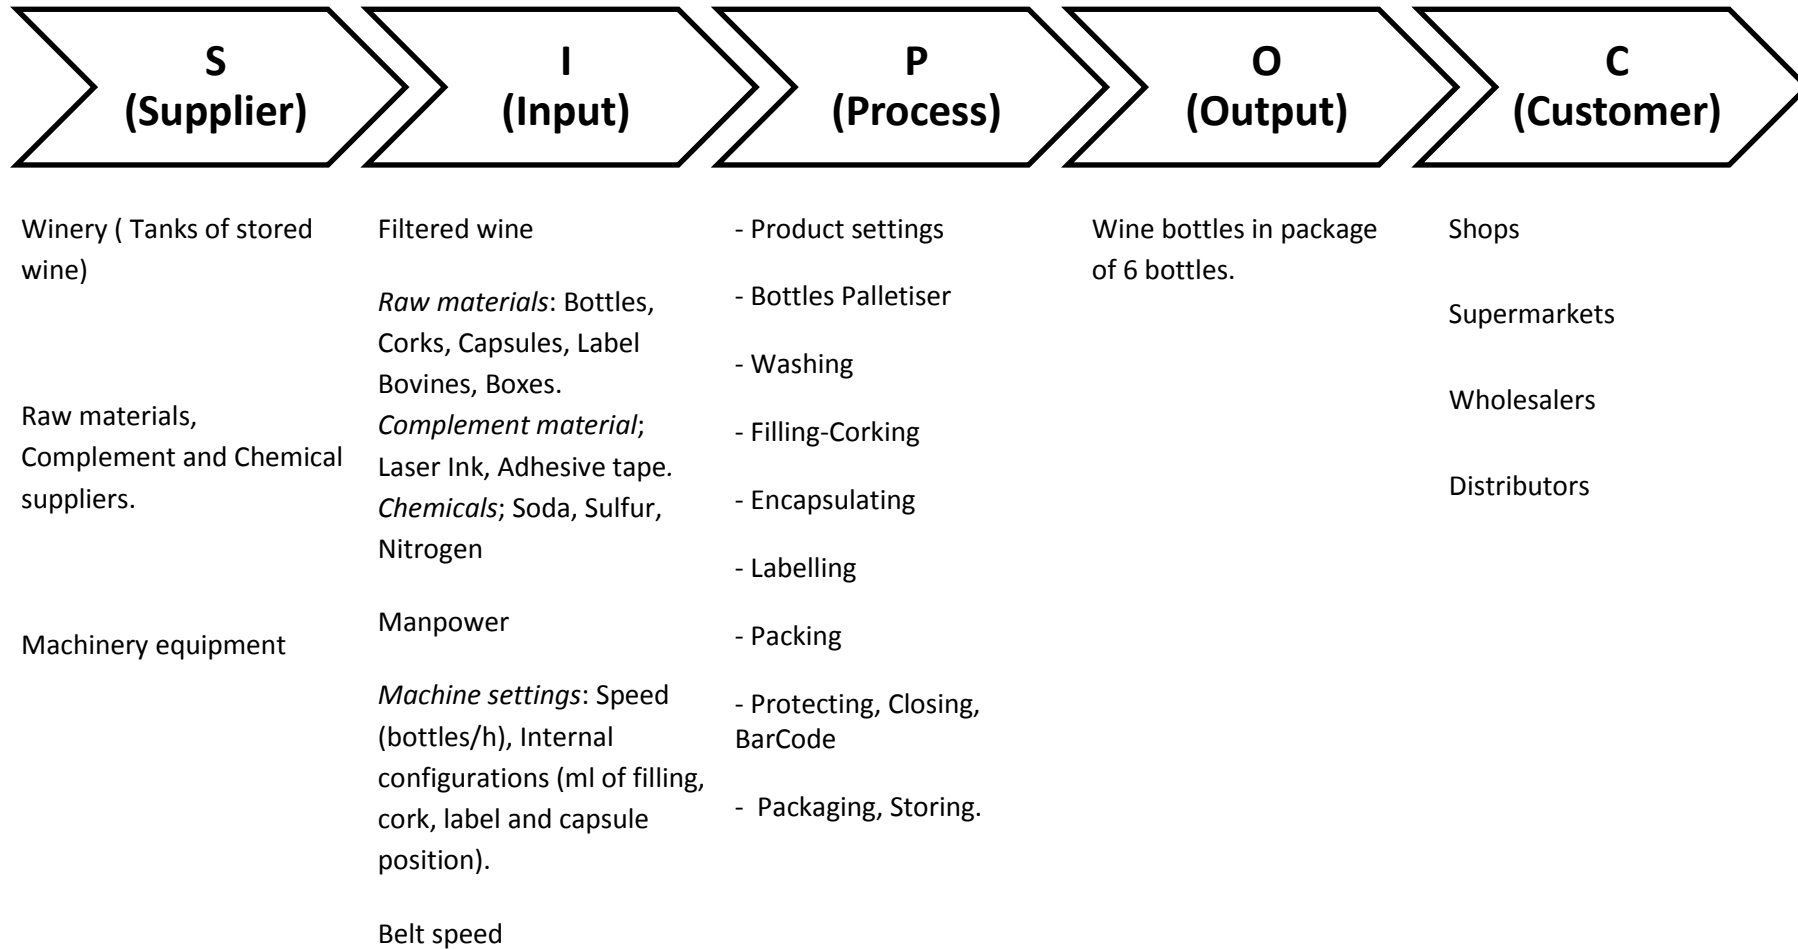 S
(Supplier)
I
(Input)
P
(Process)
O
(Output)
C
(Customer)
Winery ( Tanks of stored
wine)
Raw materials,
Complement and Chemical
suppliers.
Machinery equipment
Filtered wine
Raw materials: Bottles,
Corks, Capsules, Label
Bovines, Boxes.
Complement material;
Laser Ink, Adhesive tape.
Chemicals; Soda, Sulfur,
Nitrogen
Manpower
Machine settings: Speed
(bottles/h), Internal
configurations (ml of filling,
cork, label and capsule
position).
Belt speed
- Product settings
- Bottles Palletiser
- Washing
- Filling-Corking
- Encapsulating
- Labelling
- Packing
- Protecting, Closing,
BarCode
- Packaging, Storing.
Wine bottles in package
of 6 bottles.
Shops
Supermarkets
Wholesalers
Distributors